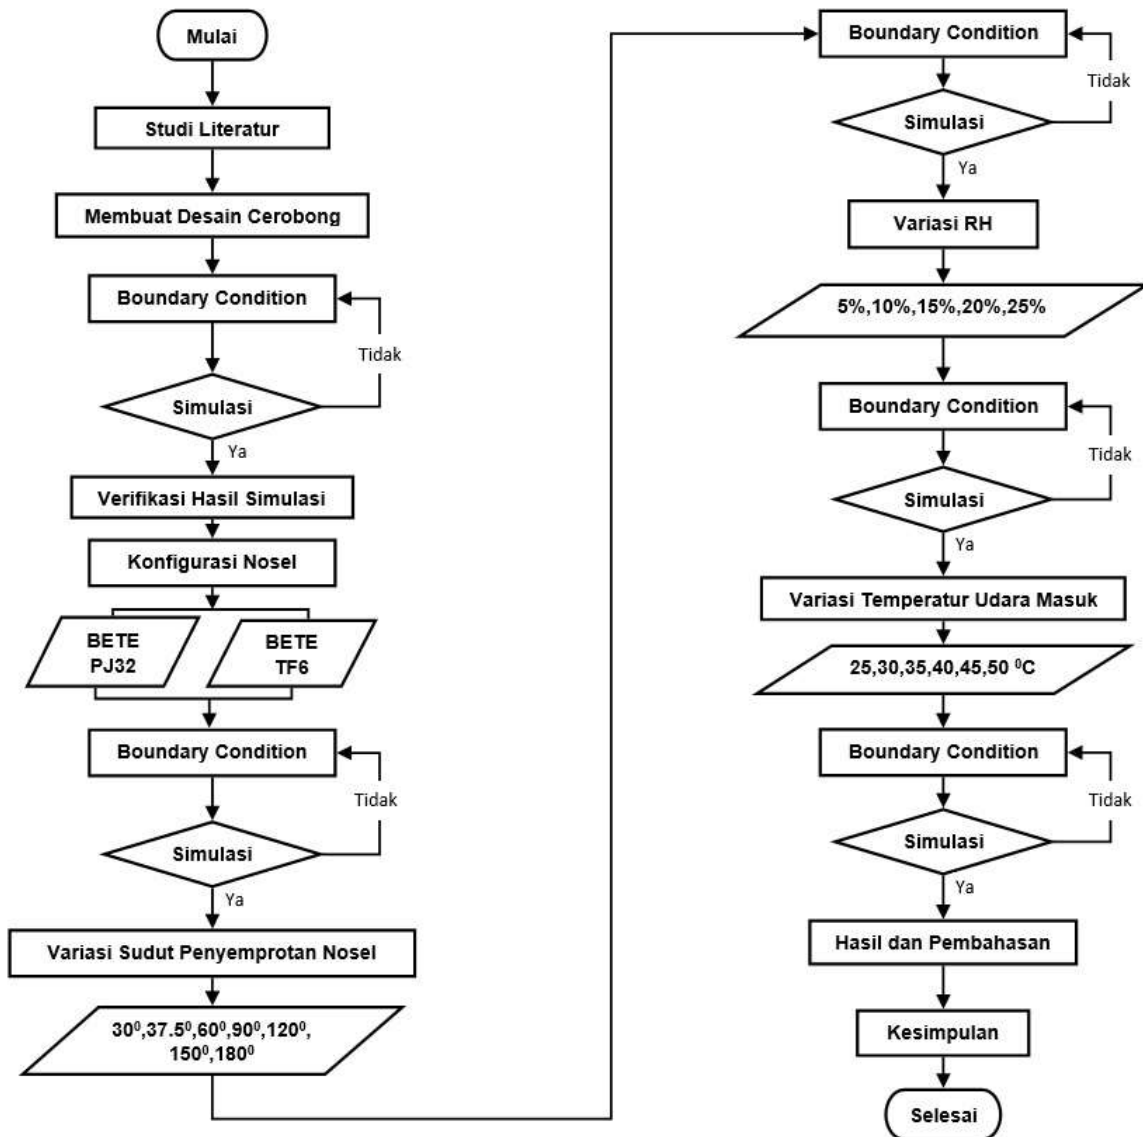 Mulai
Studi Literatur
Membuat Desain Cerobong
Boundary Condition
Tidak
Simulasi
Ya
Verifikasi Hasil Simulasi
Konfigurasi Nosel
BETE
PJ32
BETE
TF6
Boundary Condition
Tidak
Simulasi
Ya
Variasi Sudut Penyemprotan Nosel
30⁰,37.5⁰,60⁰,90⁰,120⁰,
150⁰,180⁰
Boundary Condition
Tidak
Simulasi
Ya
Variasi RH
5%,10%,15%,20%,25%
Boundary Condition
Tidak
Simulasi
Ya
Variasi Temperatur Udara Masuk
25,30,35,40,45,50 ⁰C
Boundary Condition
Tidak
Simulasi
Ya
Hasil dan Pembahasan
Kesimpulan
Selesai